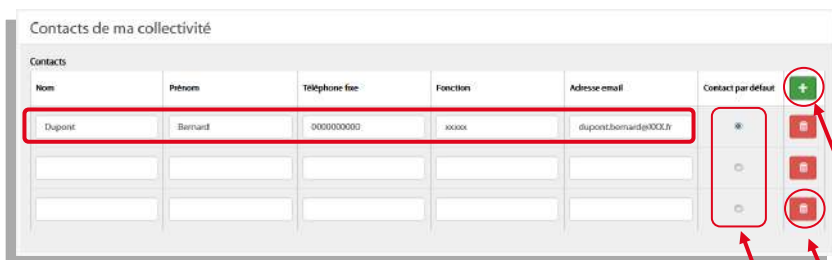 Contacts de ma collectivité
Contacts
Nom Prénom Téléphone fixe Fonction Adresse email Contact par défaut +
Dupont Bernard 0000000000 xxxxx dupont.bernard@XXX.fr